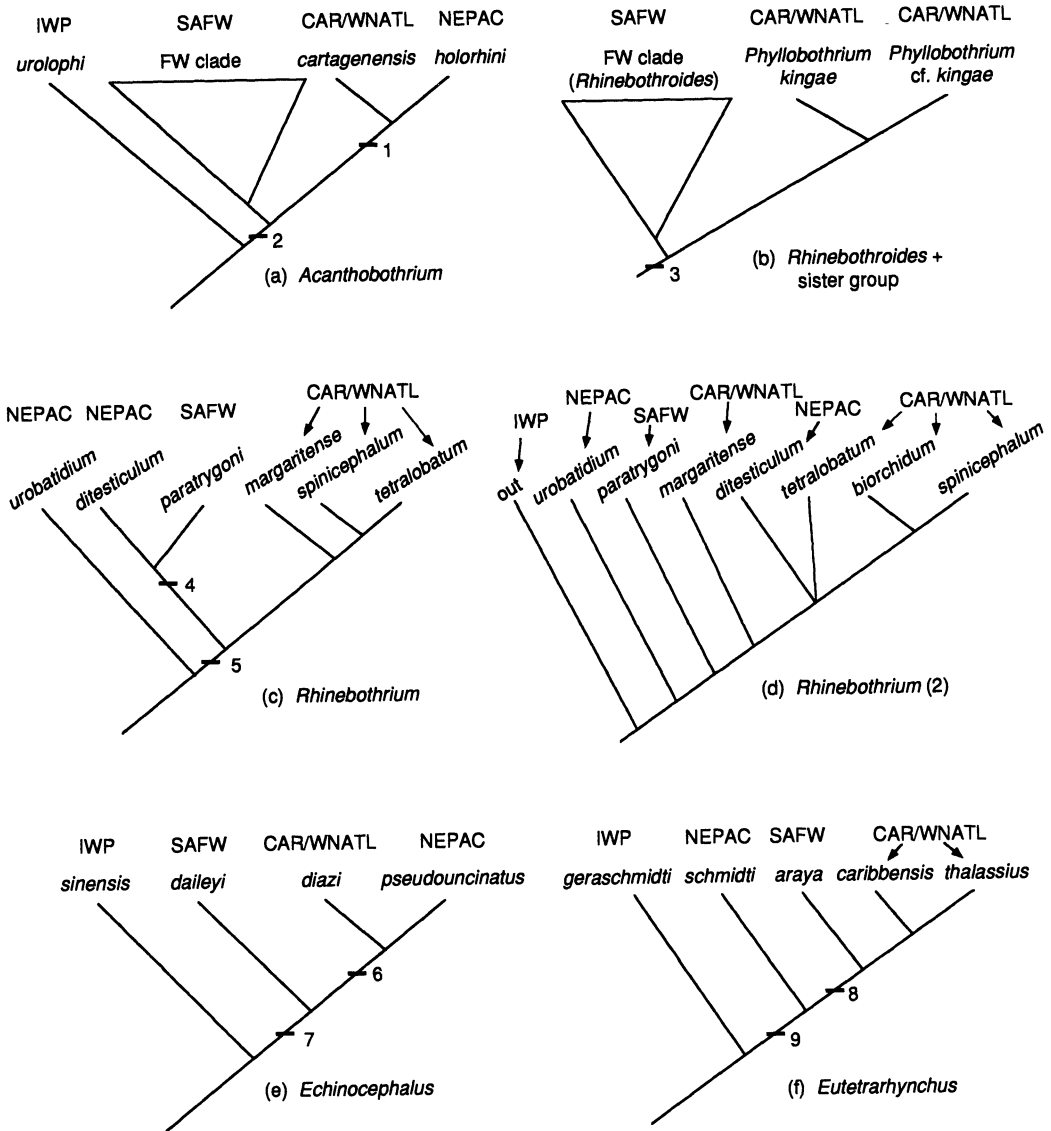 IWP SAFW CAR/WNATL NEPAC
urolophi FW clade cartagenensis holorhini
1
2
(a) Acanthobothrium
SAFW CAR/WNATL CAR/WNATL
FW clade Phyllobothrium Phyllobothrium
(Rhinebothroides) kingae cf. kingae
3
(b) Rhinebothroides +
sister group
CAR/WNATL
NEPAC NEPAC SAFW
urobatidium ditesticulum paratrygoni margaritense spinicephalum tetralobatum
4
5
(c) Rhinebothrium
IWP NEPAC SAFW CAR/WNATL NEPAC CAR/WNATL
out urobatidium paratrygoni margaritense ditesticulum tetralobatum biorchidum spinicephalum
(d) Rhinebothrium (2)
IWP SAFW CAR/WNATL NEPAC
sinensis daileyi diazi pseudouncinatus
6
7
(e) Echinocephalus
IWP NEPAC SAFW CAR/WNATL
geraschmidti schmidti araya caribbensis thalassius
8
9
(f) Eutetrarhynchus